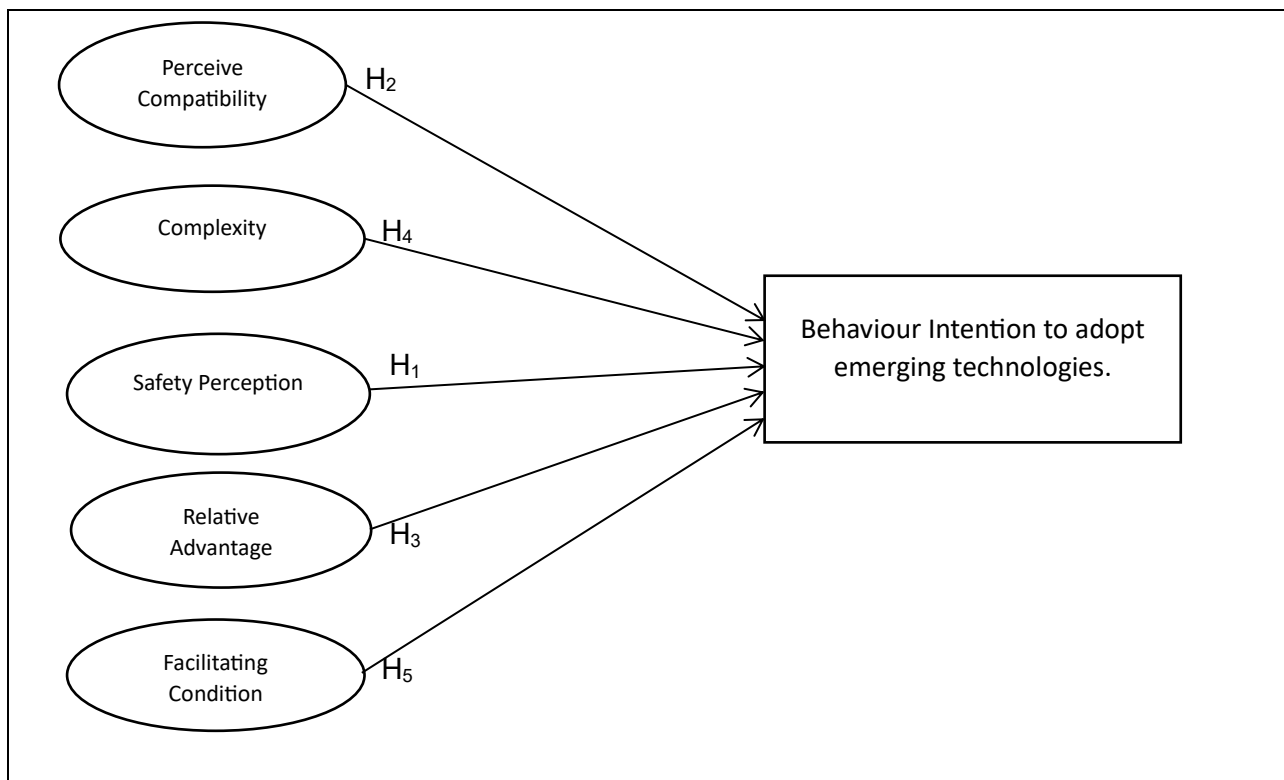 Perceive
Compatibility
H₂
Complexity
H₄
Safety Perception
H₁
Relative
Advantage
H₃
Facilitating
Condition
H₅
Behaviour Intention to adopt
emerging technologies.